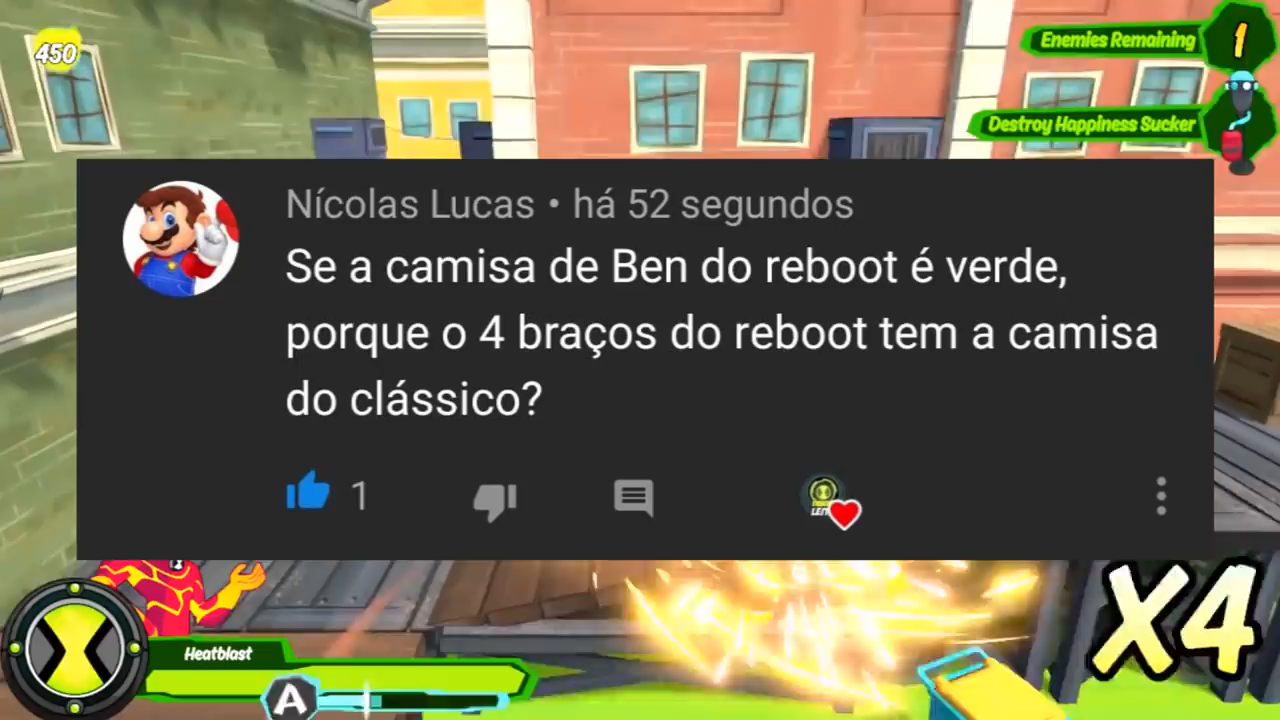 450
Enemies Remaining
1
Destroy Happiness Sucker
Nícolas Lucas • há 52 segundos
Se a camisa de Ben do reboot é verde,
porque o 4 braços do reboot tem a camisa
do clássico?
1
Heatblast
A
X4